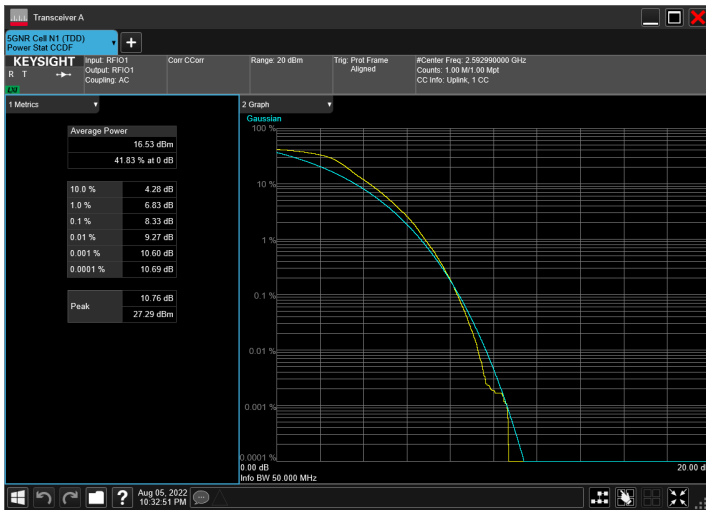 Transceiver A
5GNR Cell N1 (TDD)
Power Stat CCDF
KEYSIGHT
R T
LXI
Input: RFIO1
Output: RFIO1
Coupling: AC
Corr CCorr
Range: 20 dBm
Trig: Prot Frame
Aligned
#Center Freq: 2.592990000 GHz
Counts: 1.00 M/1.00 Mpt
CC Info: Uplink, 1 CC
1 Metrics
Average Power
16.53 dBm
41.83 % at 0 dB
10.0 % 4.28 dB
1.0 % 6.83 dB
0.1 % 8.33 dB
0.01 % 9.27 dB
0.001 % 10.60 dB
0.0001 % 10.69 dB
Peak
10.76 dB
27.29 dBm
2 Graph
Gaussian
100 %
10 %
1 %
0.1 %
0.01 %
0.001 %
0.0001 %
0.00 dB
20.00 d
Info BW 50.000 MHz
?
Aug 05, 2022
10:32:51 PM